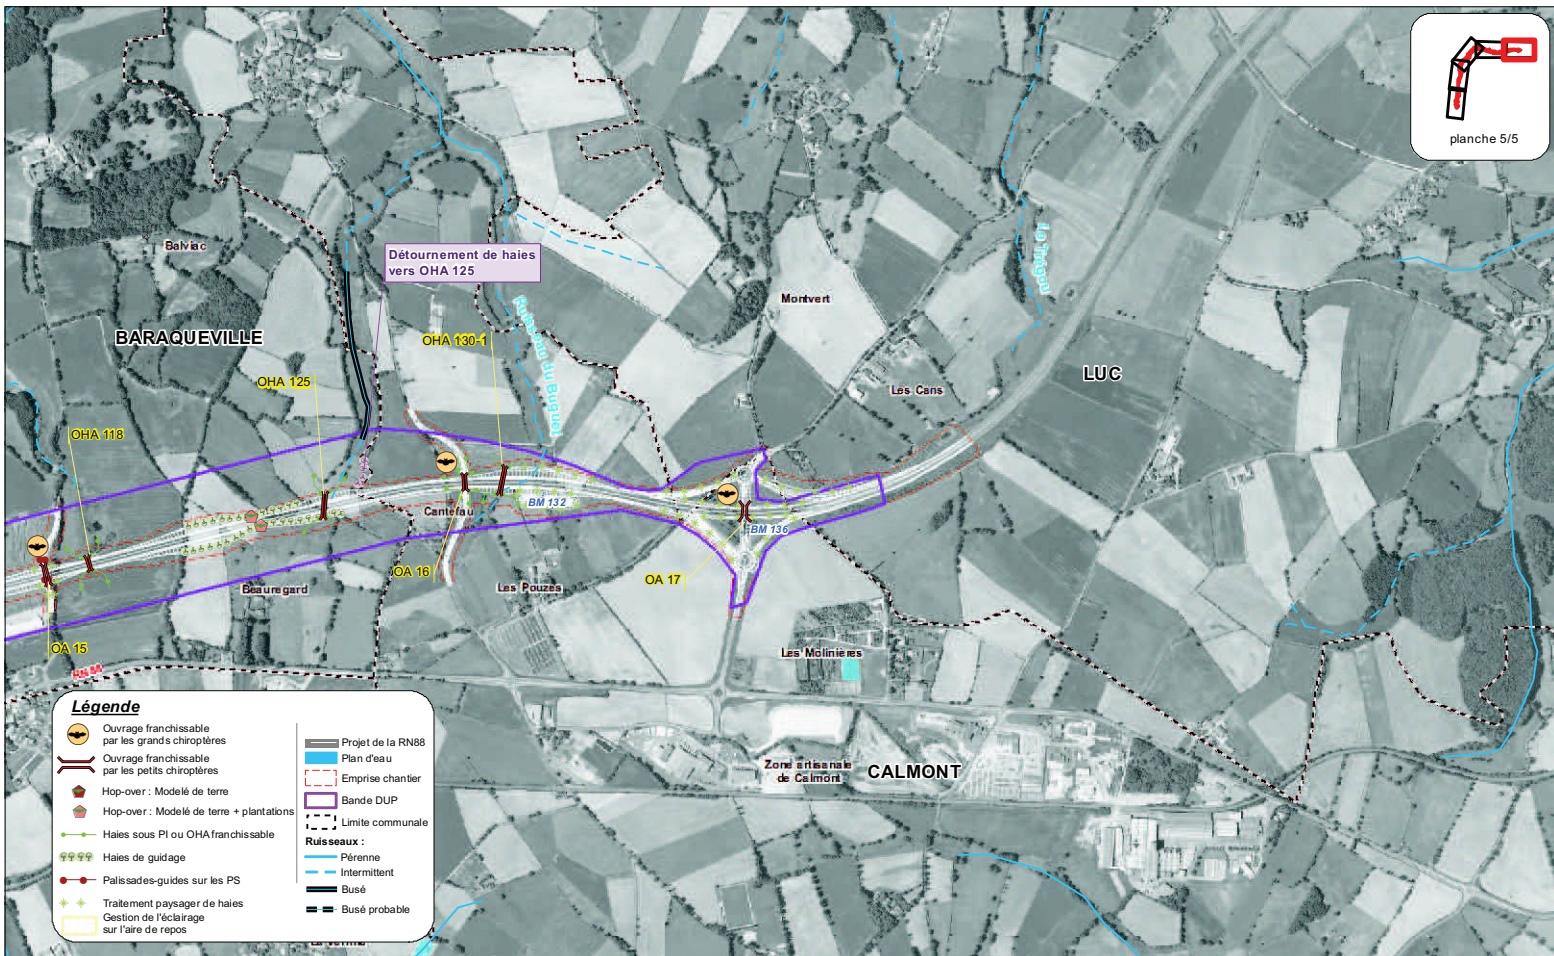 planche 5/5
Balviac
Détournement de haies
vers OHA 125
Le Trégou
Montvert
BARAQUEVILLE
OHA 130-1
Ruisseau du Buguet
OHA 125
LUC
Les Cans
OHA 118
BM 132
Cantefau
BM 136
OA 16
OA 17
Les Pouzes
Beauregard
OA 15
Les Molinières
RN 88
Zone artisanale
de Calmont
CALMONT
Légende
Ouvrage franchissable
par les grands chiroptères
Ouvrage franchissable
par les petits chiroptères
Hop-over : Modelé de terre
Hop-over : Modelé de terre + plantations
Haies sous PI ou OHA franchissable
Haies de guidage
Palissades-guides sur les PS
Traitement paysager de haies
Gestion de l'éclairage
sur l'aire de repos
Projet de la RN88
Plan d'eau
Emprise chantier
Bande DUP
Limite communale
Ruisseaux :
Pérenne
Intermittent
Busé
Busé probable